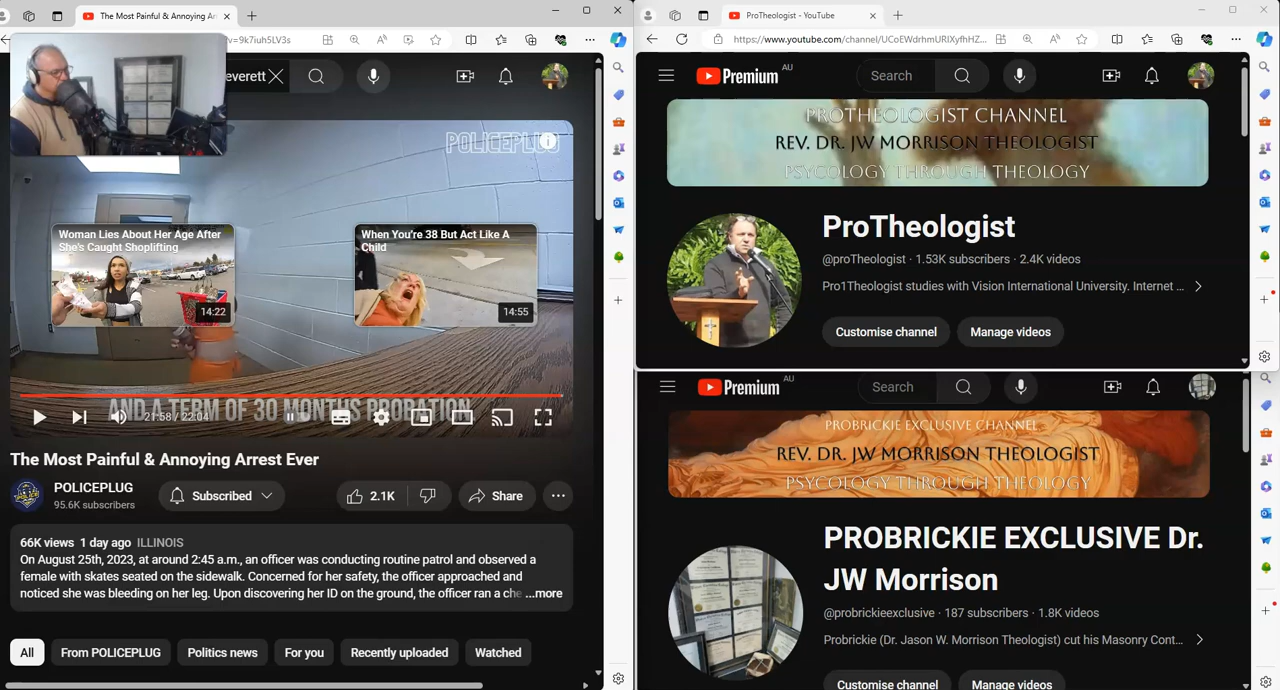 The Most Painful & Annoying Ar
v=9k7iuh5LV3s
everett
POLICEPLUG
Woman Lies About Her Age After
She's Caught Shoplifting
14:22
When You're 38 But Act Like A
Child
14:55
AND A TERM OF 30 MONTHS PROBATION
21:58 / 22:04
The Most Painful & Annoying Arrest Ever
POLICEPLUG
95.6K subscribers
Subscribed
2.1K
Share
66K views 1 day ago ILLINOIS
On August 25th, 2023, at around 2:45 a.m., an officer was conducting routine patrol and observed a
female with skates seated on the sidewalk. Concerned for her safety, the officer approached and
noticed she was bleeding on her leg. Upon discovering her ID on the ground, the officer ran a che ...more
All
From POLICEPLUG
Politics news
For you
Recently uploaded
Watched
ProTheologist - YouTube
https://www.youtube.com/channel/UCoEWdrhmURIXyfhHZ...
Premium AU
Search
PROTHEOLOGIST CHANNEL
REV. DR. JW MORRISON THEOLOGIST
PSYCOLOGY THROUGH THEOLOGY
ProTheologist
@proTheologist · 1.53K subscribers · 2.4K videos
Pro1Theologist studies with Vision International University. Internet ...
Customise channel
Manage videos
Premium AU
Search
PROBRICKIE EXCLUSIVE CHANNEL
REV. DR. JW MORRISON THEOLOGIST
PSYCOLOGY THROUGH THEOLOGY
PROBRICKIE EXCLUSIVE Dr.
JW Morrison
@probrickieexclusive · 187 subscribers · 1.8K videos
Probrickie (Dr. Jason W. Morrison Theologist) cut his Masonry Cont...
Customise channel
Manage videos